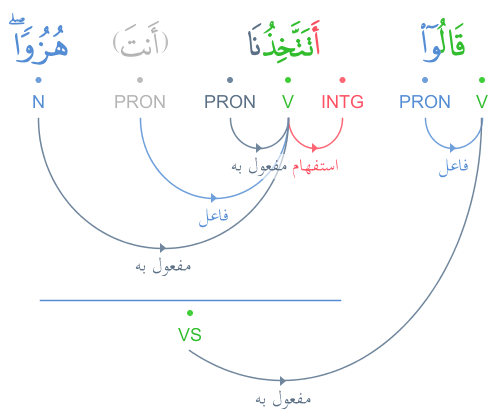 قَالُوٓا۟ أَتَتَّخِذُنَا (أَنتَ) هُزُوًا ۖ
V PRON INTG V PRON PRON N
فاعل استفهام مفعول به
فاعل
مفعول به
VS
مفعول به